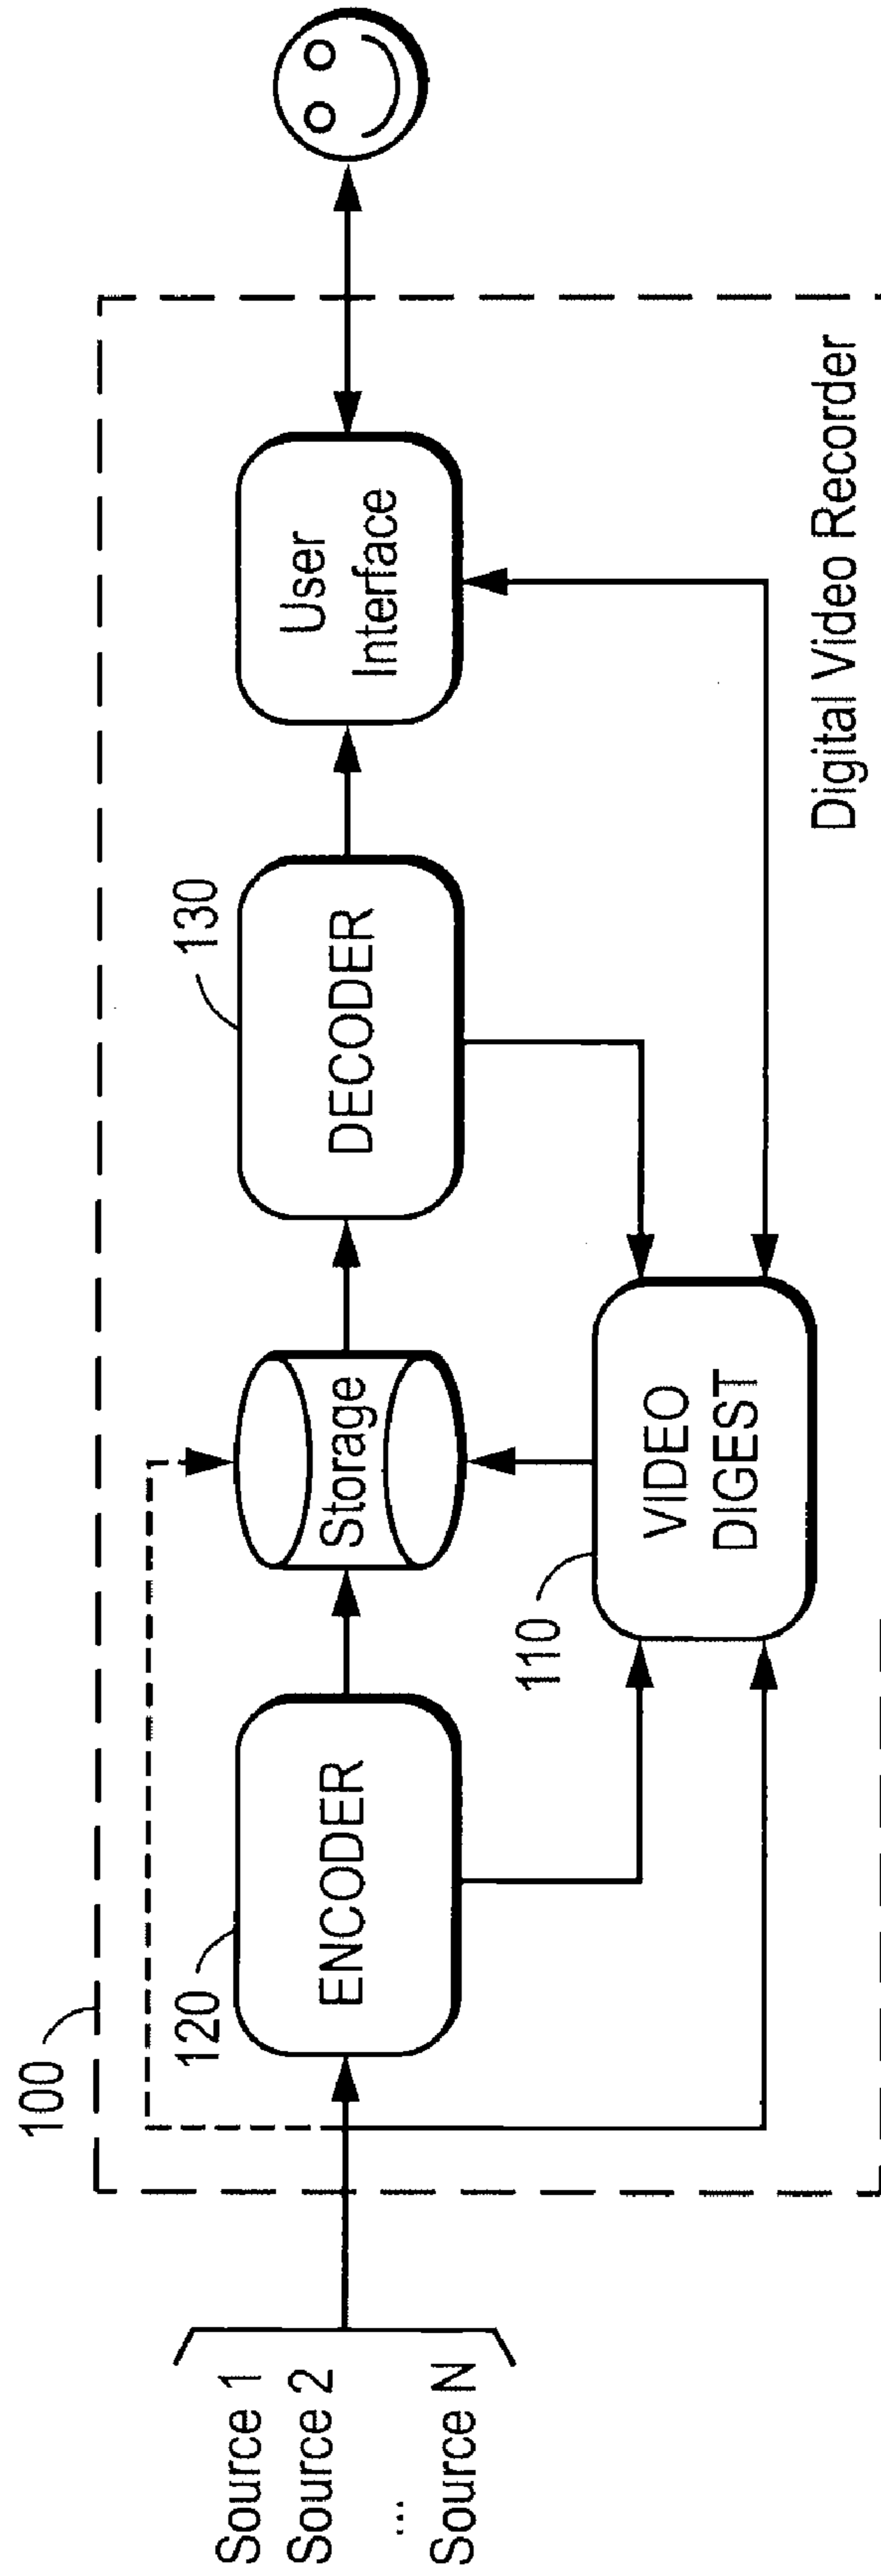 100
Source 1
Source 2
...
Source N
120
ENCODER
Storage
130
DECODER
User
Interface
110
VIDEO
DIGEST
Digital Video Recorder